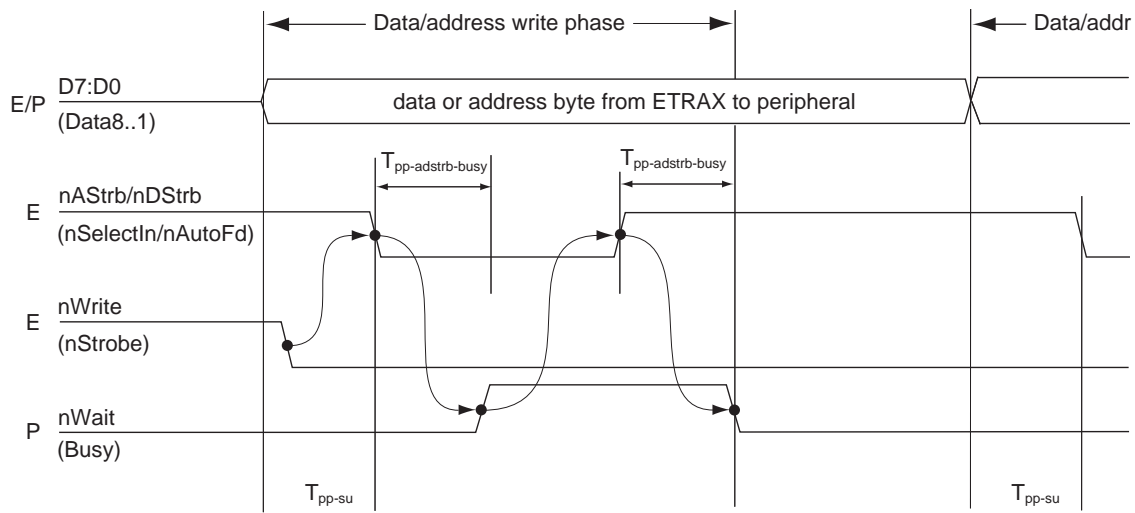 Data/address write phase
Data/addr
D7:D0
E/P
(Data8..1)
data or address byte from ETRAX to peripheral
Tpp-adstrb-busy
Tpp-adstrb-busy
nAStrb/nDStrb
E
(nSelectIn/nAutoFd)
nWrite
E
(nStrobe)
nWait
P
(Busy)
Tpp-su
Tpp-su